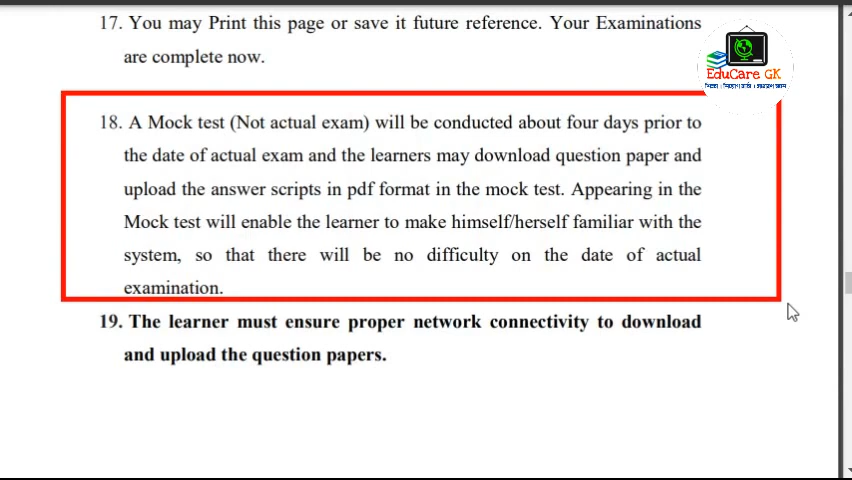 17. You may Print this page or save it future reference. Your Examinations
are complete now.
EduCare GK
18. A Mock test (Not actual exam) will be conducted about four days prior to
the date of actual exam and the learners may download question paper and
upload the answer scripts in pdf format in the mock test. Appearing in the
Mock test will enable the learner to make himself/herself familiar with the
system, so that there will be no difficulty on the date of actual
examination.
19. The learner must ensure proper network connectivity to download
and upload the question papers.